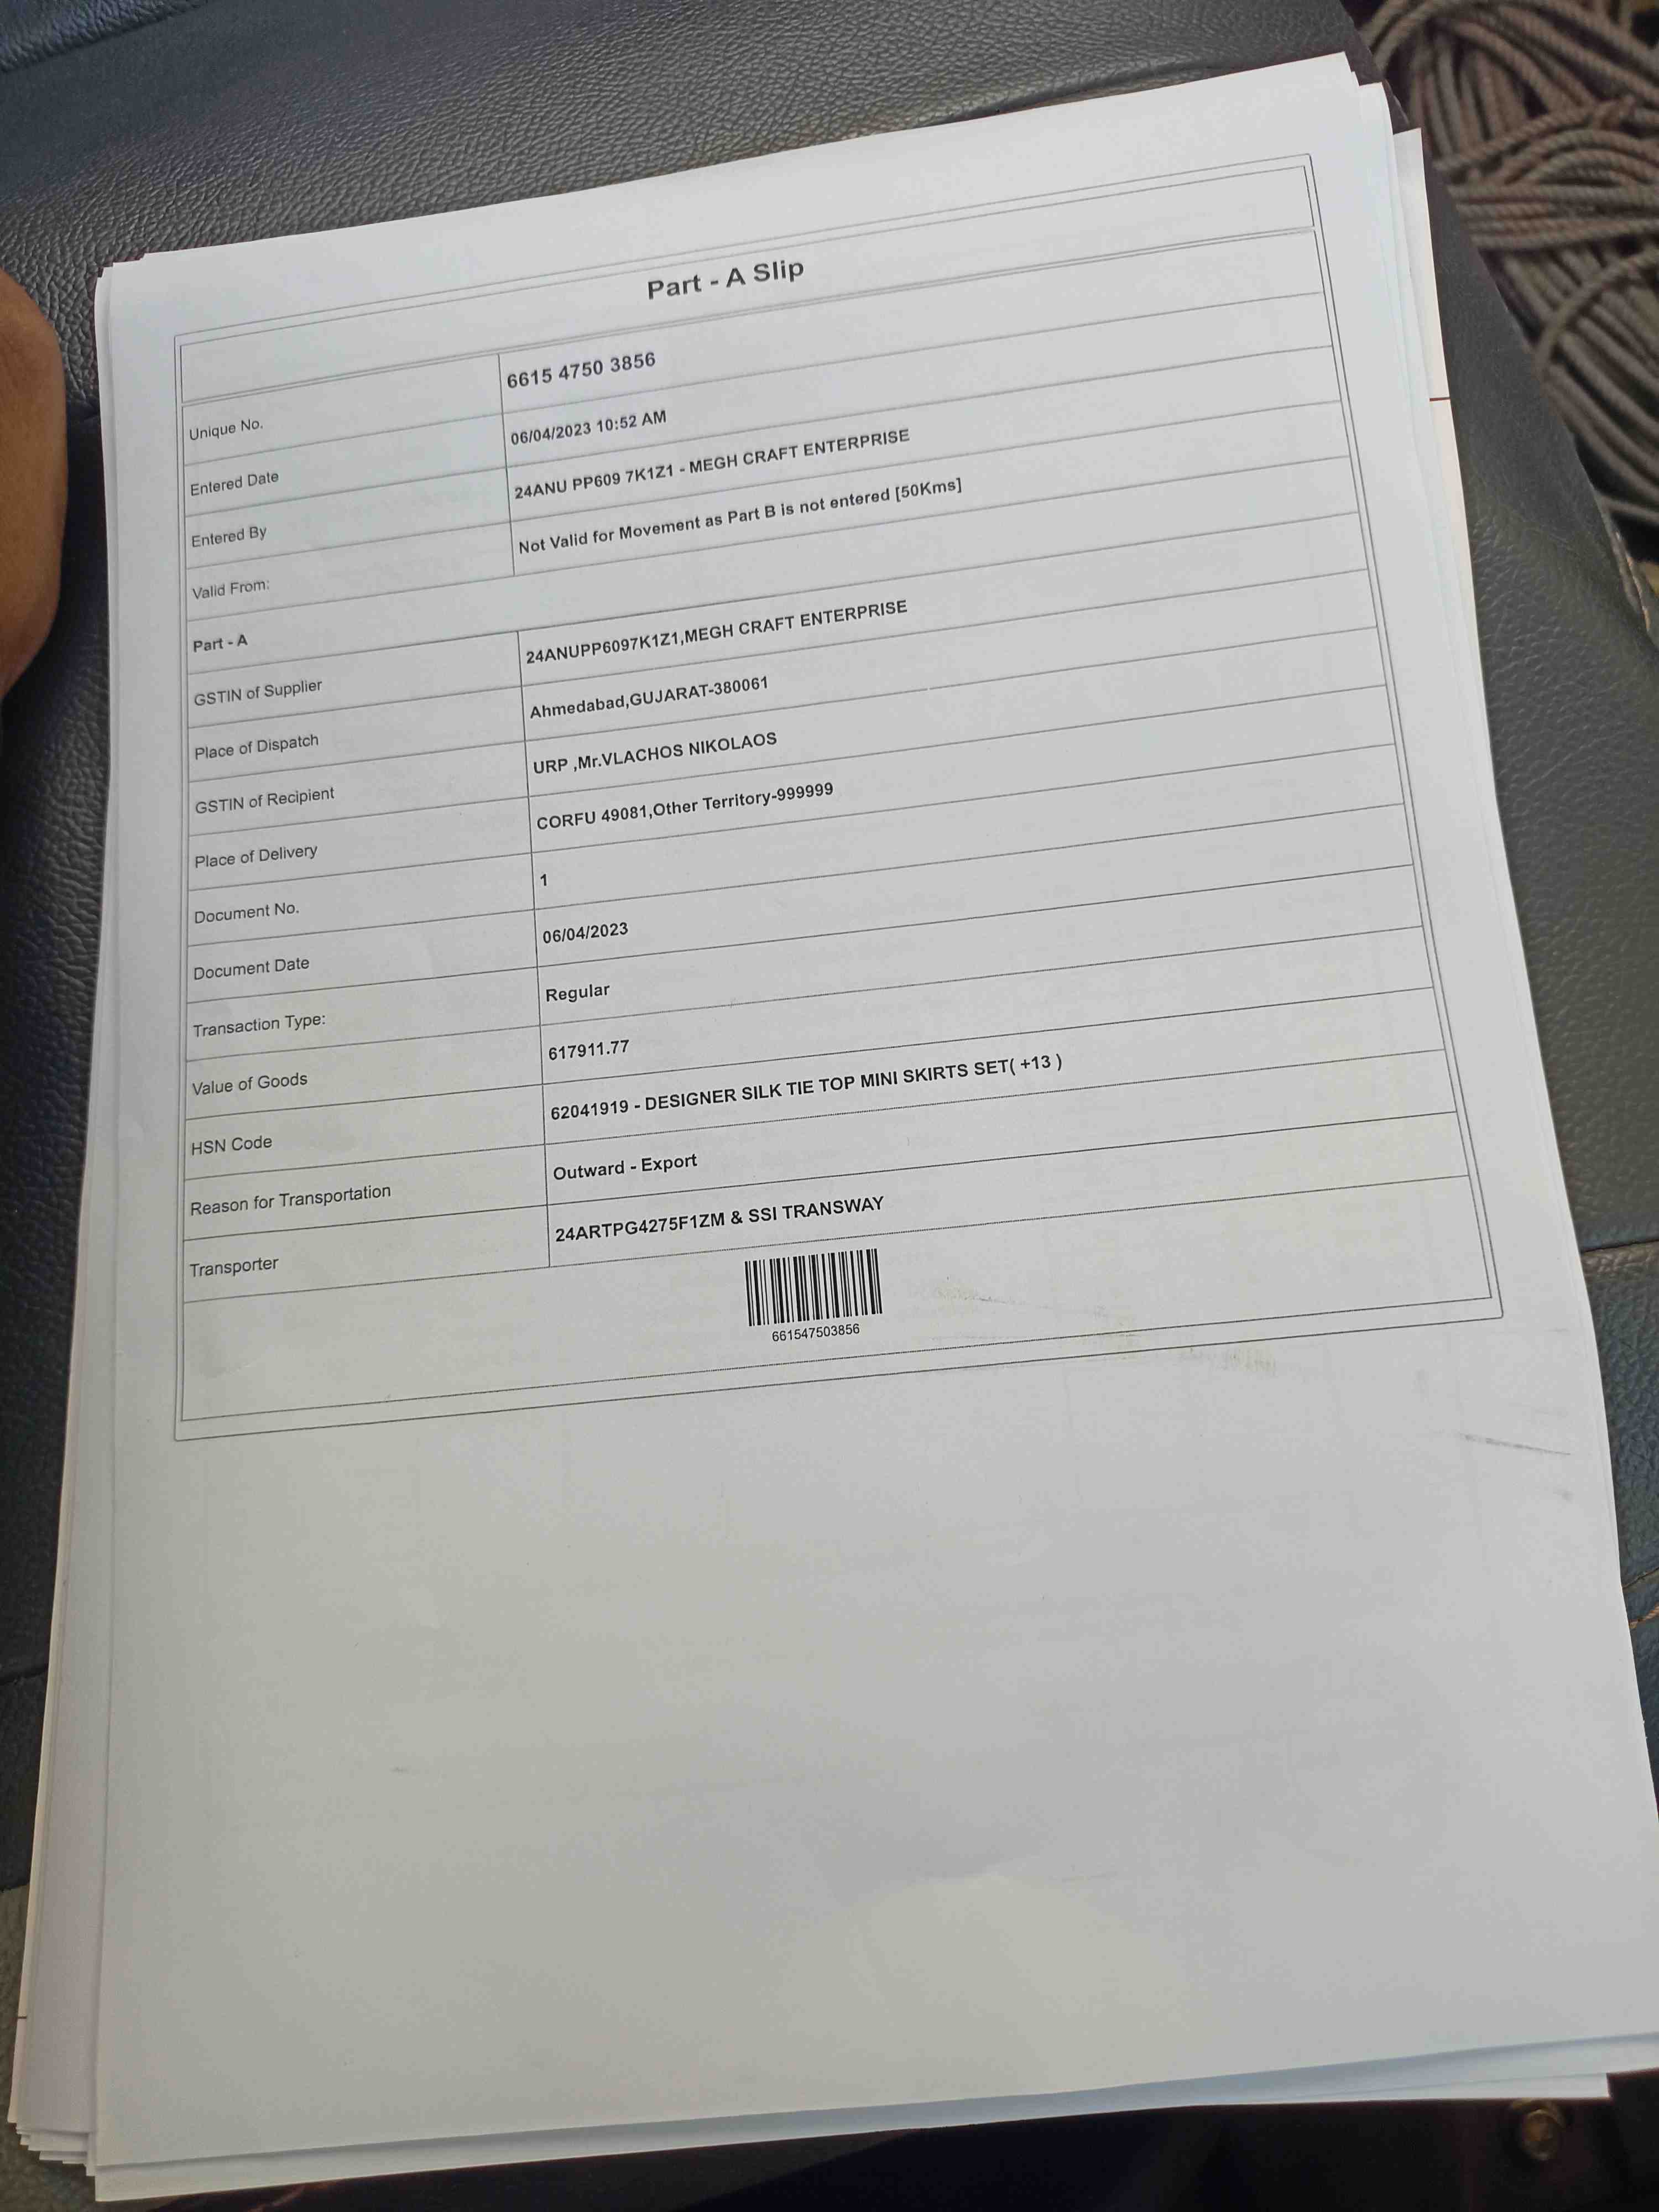 Part - A Slip
Unique No. 6615 4750 3856
Entered Date 06/04/2023 10:52 AM
Entered By 24ANU PP609 7K1Z1 - MEGH CRAFT ENTERPRISE
Valid From: Not Valid for Movement as Part B is not entered [50Kms]
Part - A
GSTIN of Supplier 24ANUPP6097K1Z1,MEGH CRAFT ENTERPRISE
Place of Dispatch Ahmedabad,GUJARAT-380061
GSTIN of Recipient URP ,Mr.VLACHOS NIKOLAOS
Place of Delivery CORFU 49081,Other Territory-999999
Document No. 1
Document Date 06/04/2023
Transaction Type: Regular
Value of Goods 617911.77
HSN Code 62041919 - DESIGNER SILK TIE TOP MINI SKIRTS SET( +13 )
Reason for Transportation Outward - Export
Transporter 24ARTPG4275F1ZM & SSI TRANSWAY
661547503856